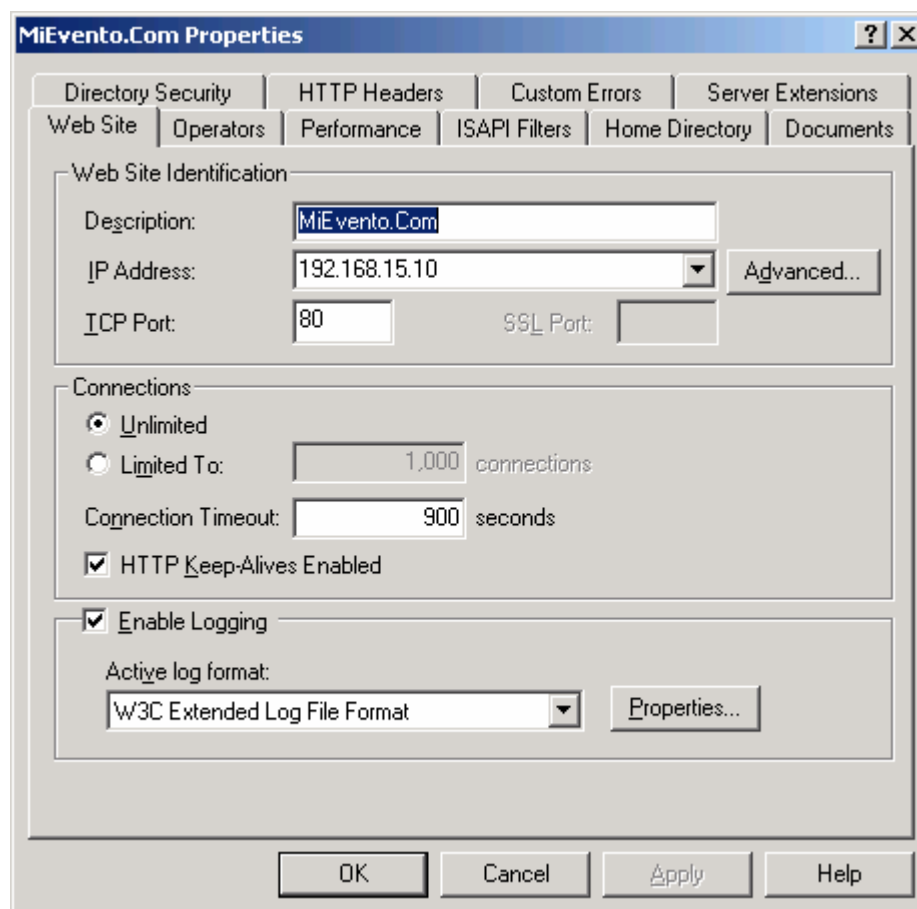 MiEvento.Com Properties
Directory Security HTTP Headers Custom Errors Server Extensions
Web Site Operators Performance ISAPI Filters Home Directory Documents
Web Site Identification
Description: MiEvento.Com
IP Address: 192.168.15.10 Advanced...
TCP Port: 80 SSL Port:
Connections
Unlimited
Limited To: 1,000 connections
Connection Timeout: 900 seconds
HTTP Keep-Alives Enabled
Enable Logging
Active log format:
W3C Extended Log File Format Properties...
OK Cancel Apply Help